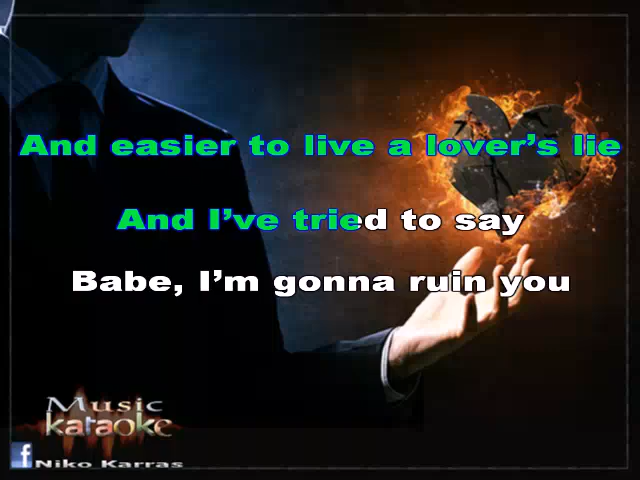 And easier to live a lover’s lie
And I’ve tried to say
Babe, I’m gonna ruin you
Music
karaoke
f Niko Karras